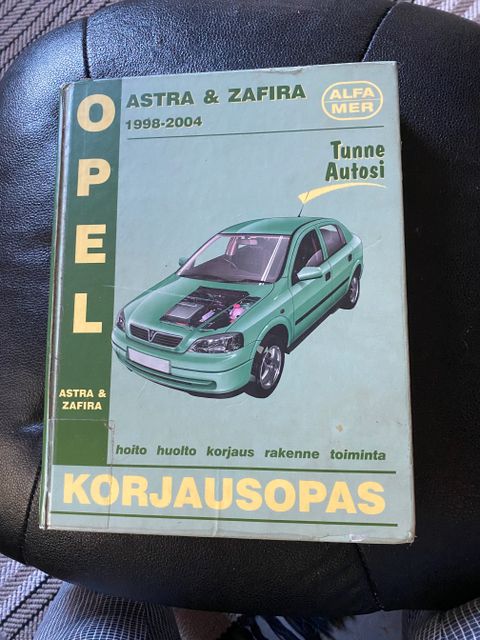 OPEL
ASTRA & ZAFIRA
1998-2004
ALFA
MER
Tunne
Autosi
ASTRA &
ZAFIRA
hoito huolto korjaus rakenne toiminta
KORJAUSOPAS